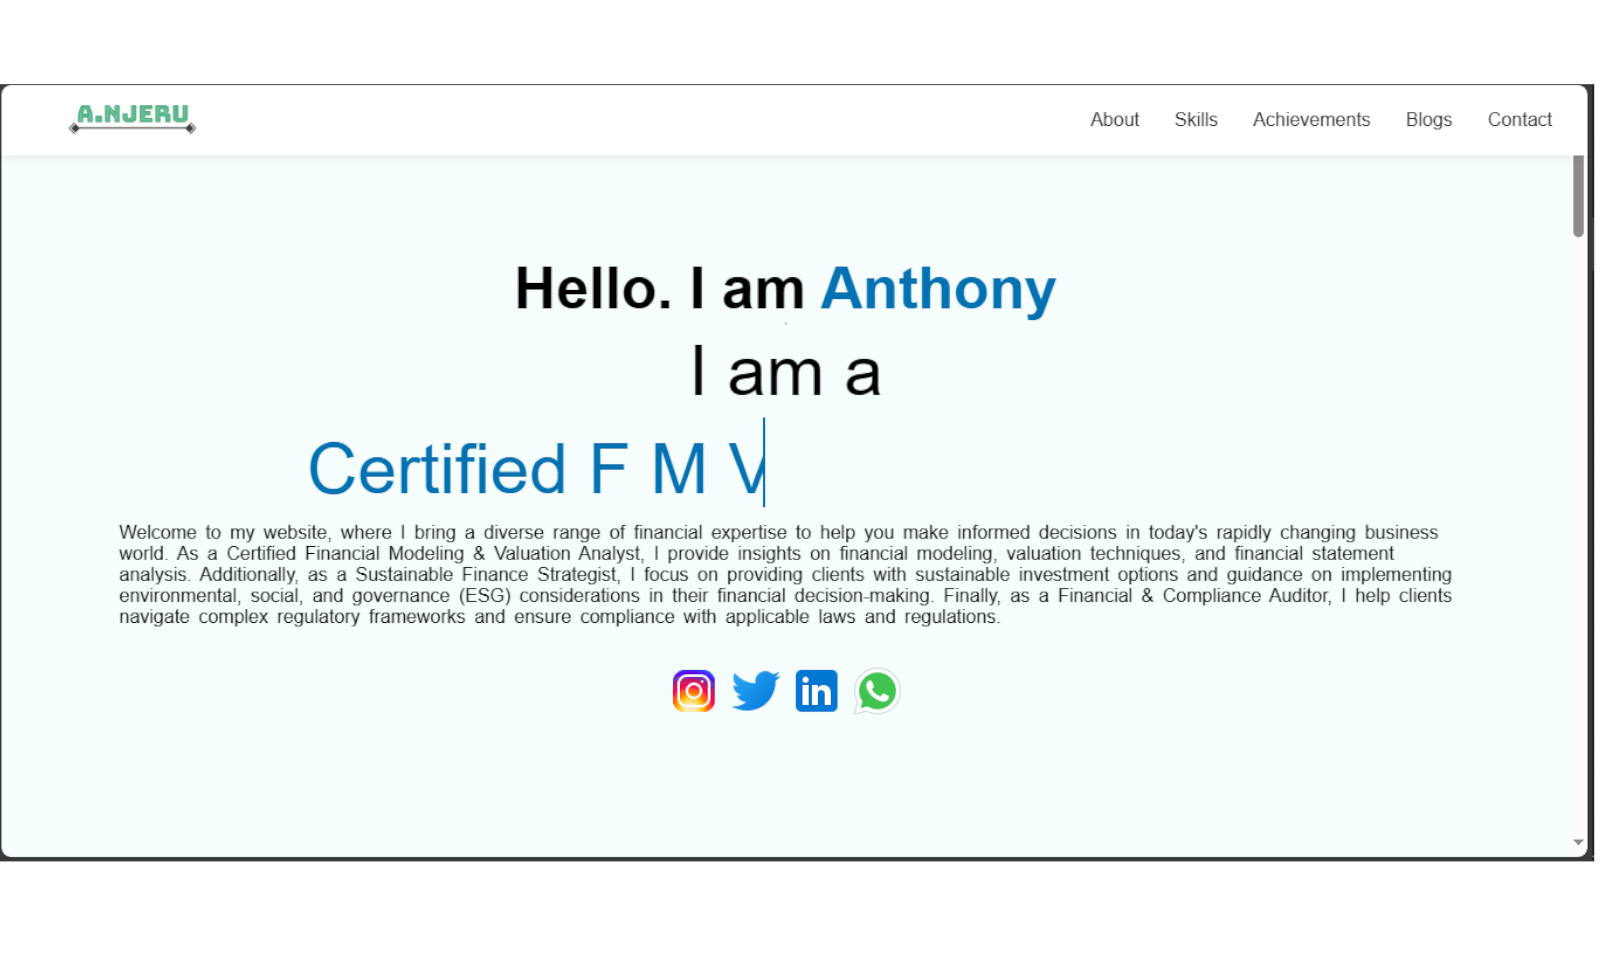 A.NJERU
About Skills Achievements Blogs Contact
Hello. I am Anthony
I am a
Certified F M V
Welcome to my website, where I bring a diverse range of financial expertise to help you make informed decisions in today's rapidly changing business
world. As a Certified Financial Modeling & Valuation Analyst, I provide insights on financial modeling, valuation techniques, and financial statement
analysis. Additionally, as a Sustainable Finance Strategist, I focus on providing clients with sustainable investment options and guidance on implementing
environmental, social, and governance (ESG) considerations in their financial decision-making. Finally, as a Financial & Compliance Auditor, I help clients
navigate complex regulatory frameworks and ensure compliance with applicable laws and regulations.
in